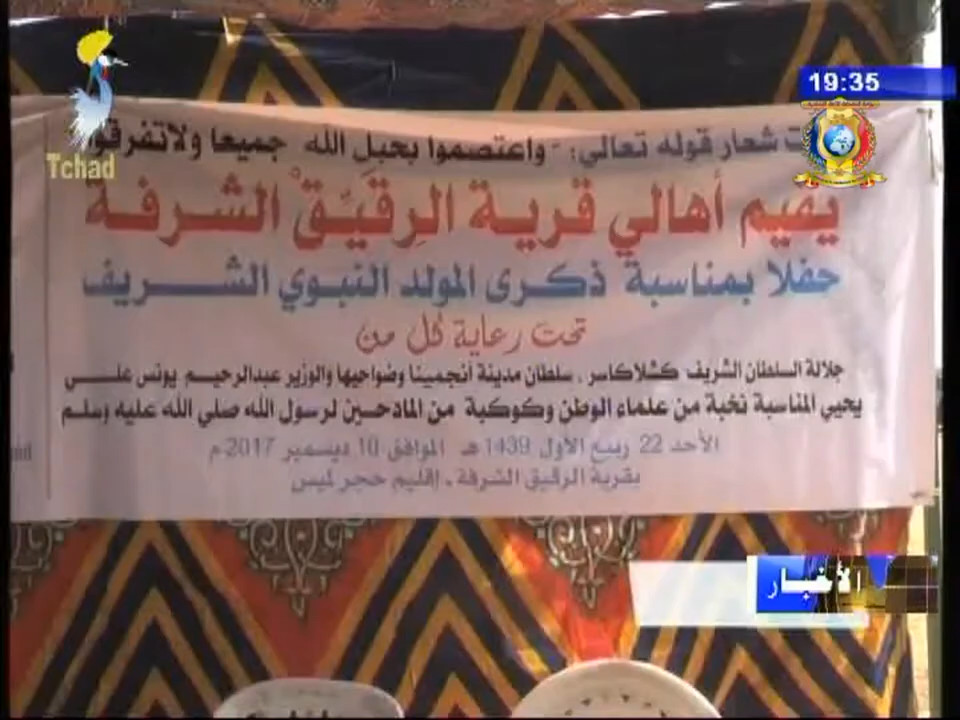 19:35
Tchad
ت شعار قوله تعالي: - واعتصموا بحبل الله جميعا ولاتفرقوا
يقيم أهالي قرية الرقيق الشرفة
حفلا بمناسبة ذكرى المولد النبوي الشريف
تحت رعاية كل من
جلالة السلطان الشريف كشلاكاسر . سلطان مدينة أنجمينا وضواحيها والوزير عبدالرحيم يونس علي
يحيي المناسبة نخبة من علماء الوطن وكوكبة من المادحين لرسول الله صلي الله عليه وسلم
الأحد 22 ربيع الاول 1439 هـ الموافق 10 ديسمبر 2017م
بقرية الرقيق الشرفة . إقليم حجر لميس
الأخبار